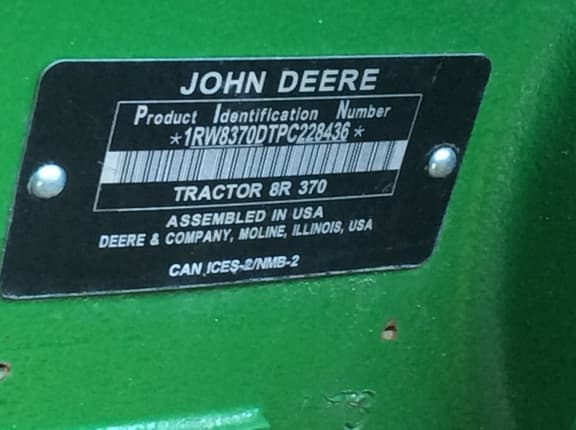 JOHN DEERE
Product Identification Number
*1RW8370DTPC228436*
TRACTOR 8R 370
ASSEMBLED IN USA
DEERE & COMPANY, MOLINE, ILLINOIS, USA
CAN ICES-2/NMB-2